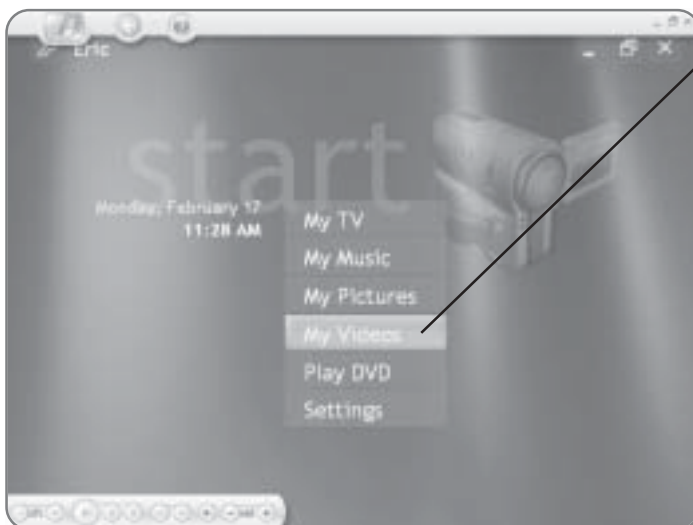 Eric
start
Monday, February 17
11:28 AM
My TV
My Music
My Pictures
My Videos
Play DVD
Settings